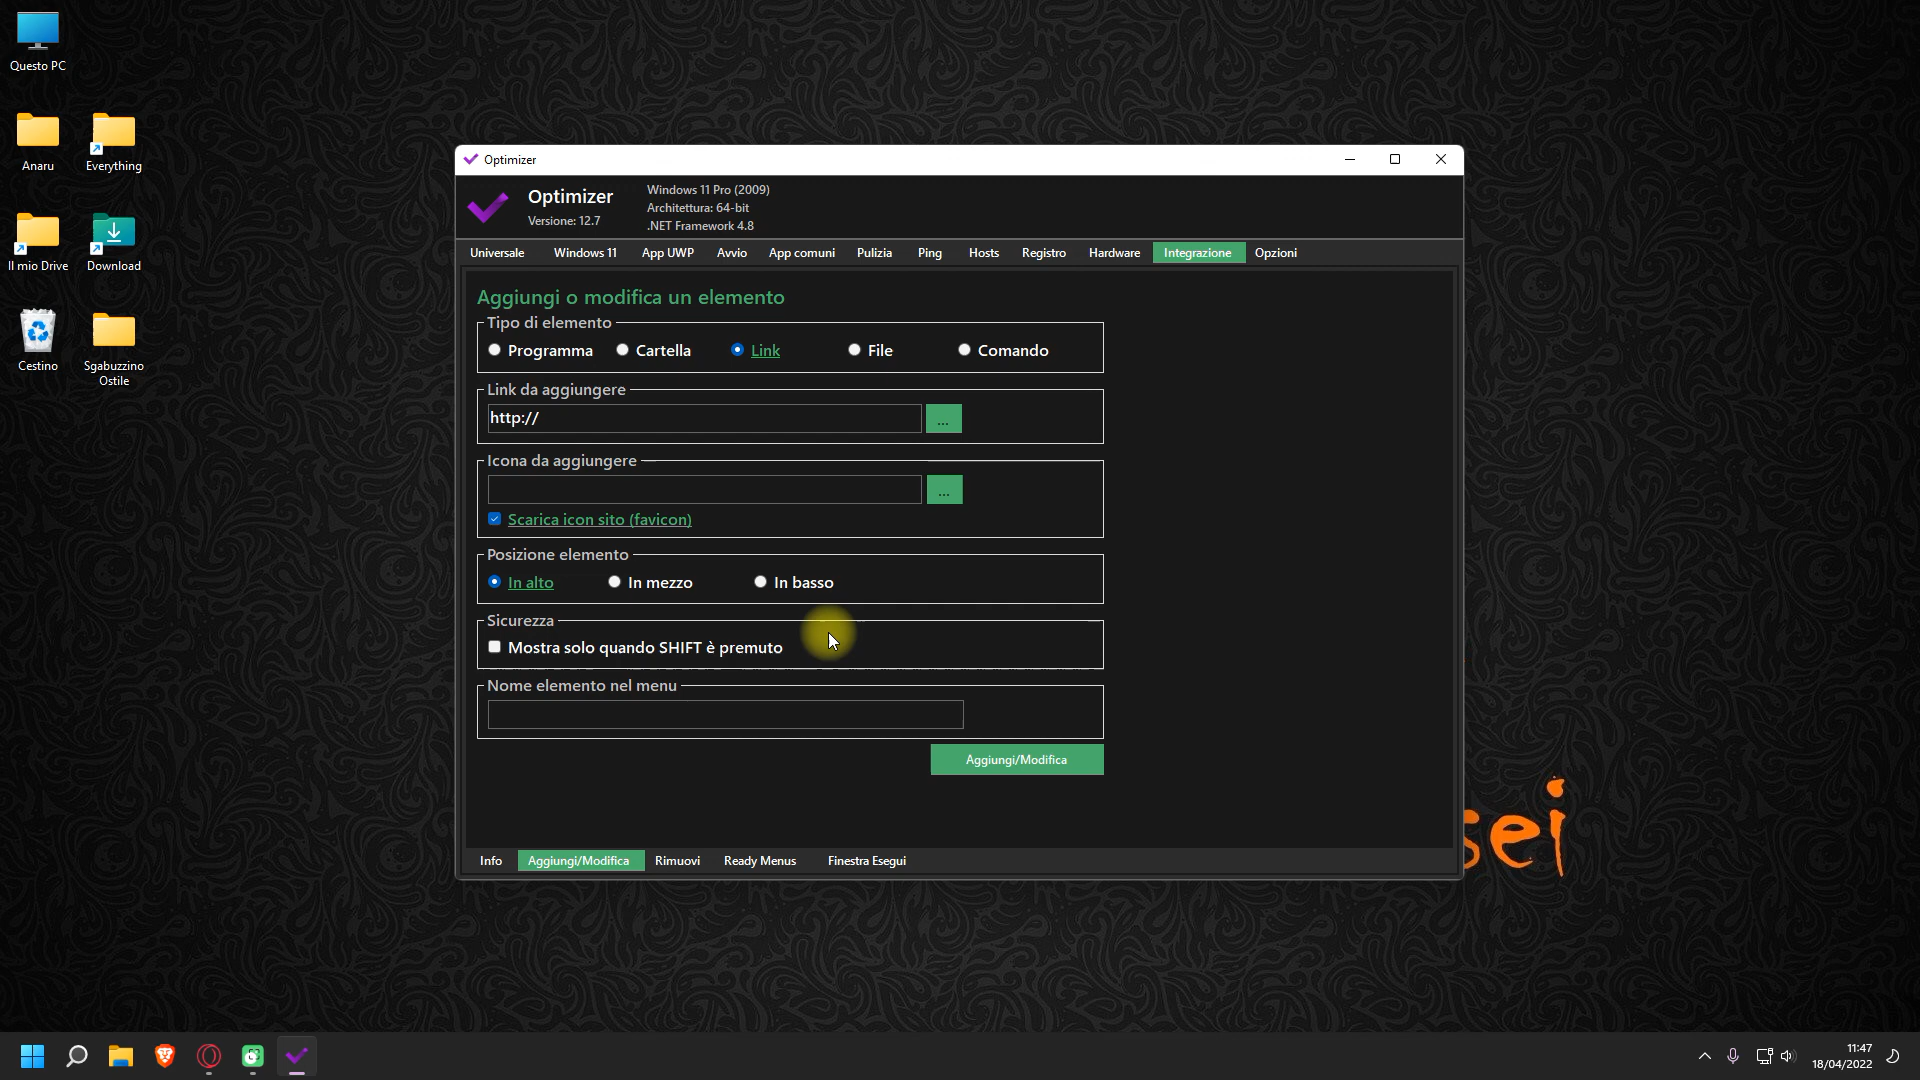 Questo PC
Anaru
Everything
Il mio Drive
Download
Cestino
Sgabuzzino
Ostile
Optimizer
Optimizer
Versione: 12.7
Windows 11 Pro (2009)
Architettura: 64-bit
.NET Framework 4.8
Universale Windows 11 App UWP Avvio App comuni Pulizia Ping Hosts Registro Hardware Integrazione Opzioni
Aggiungi o modifica un elemento
Tipo di elemento
Programma Cartella Link File Comando
Link da aggiungere
http:// ...
Icona da aggiungere
...
Scarica icon sito (favicon)
Posizione elemento
In alto In mezzo In basso
Sicurezza
Mostra solo quando SHIFT è premuto
Nome elemento nel menu
Aggiungi/Modifica
Info Aggiungi/Modifica Rimuovi Ready Menus Finestra Esegui
sei
11:47
18/04/2022